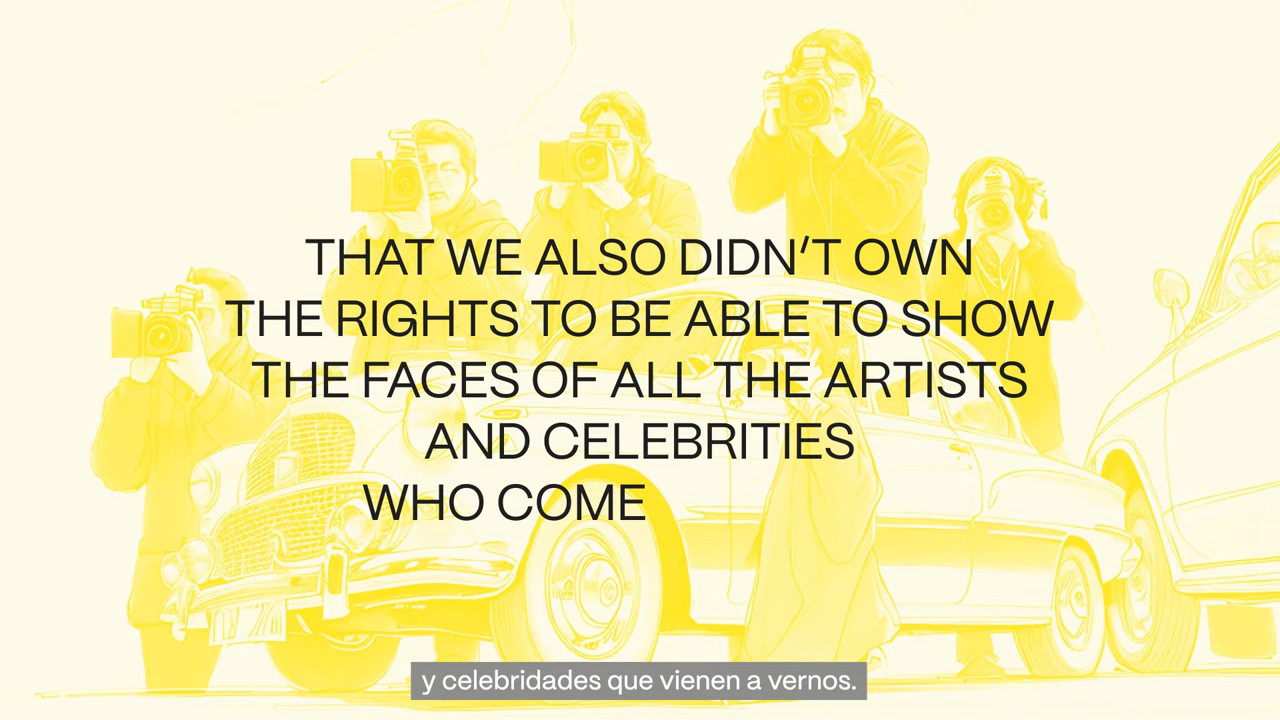 THAT WE ALSO DIDN'T OWN
THE RIGHTS TO BE ABLE TO SHOW
THE FACES OF ALL THE ARTISTS
AND CELEBRITIES
WHO COME
y celebridades que vienen a vernos.